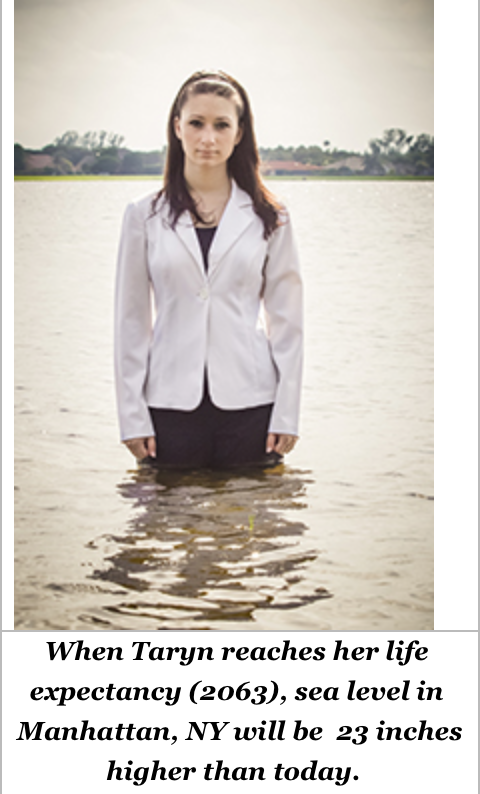 When Taryn reaches her life
expectancy (2063), sea level in
Manhattan, NY will be  23 inches
higher than today.